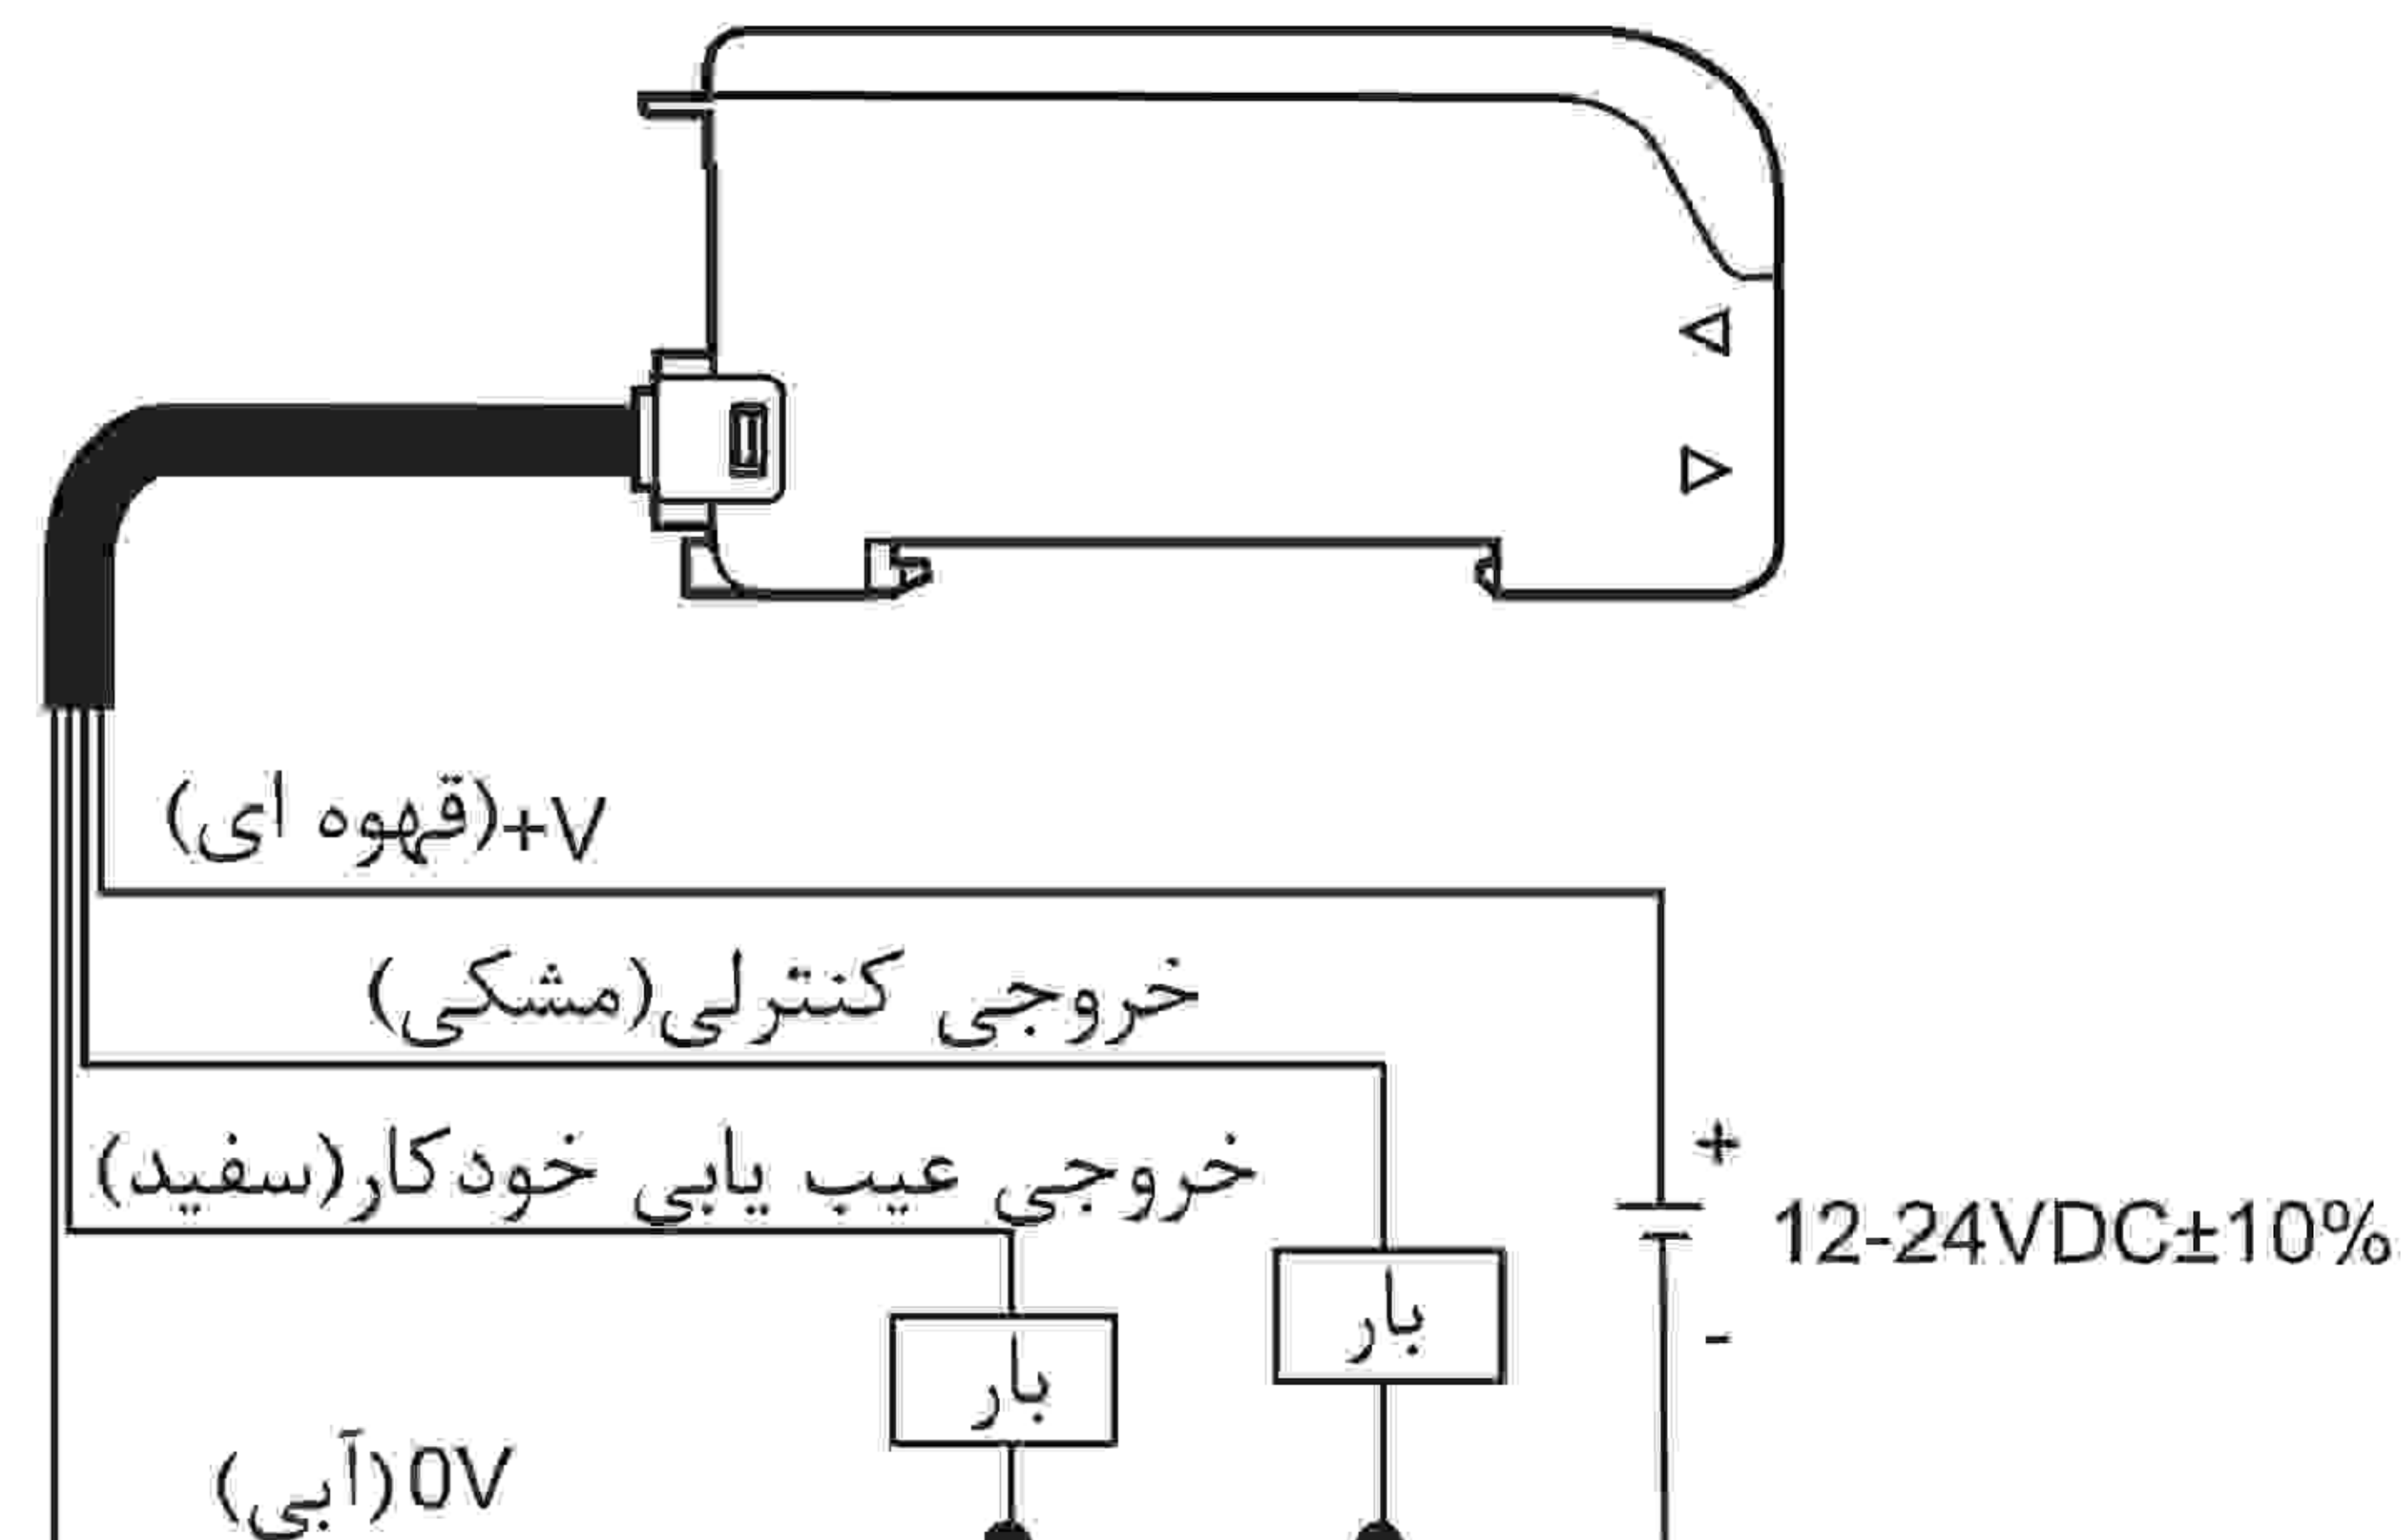 +V(قهوه ای)
خروجی کنترلی(مشکی)
خروجی عیب یابی خودکار(سفید)
+
12-24VDC±10%
-
بار
بار
0V(آبی)